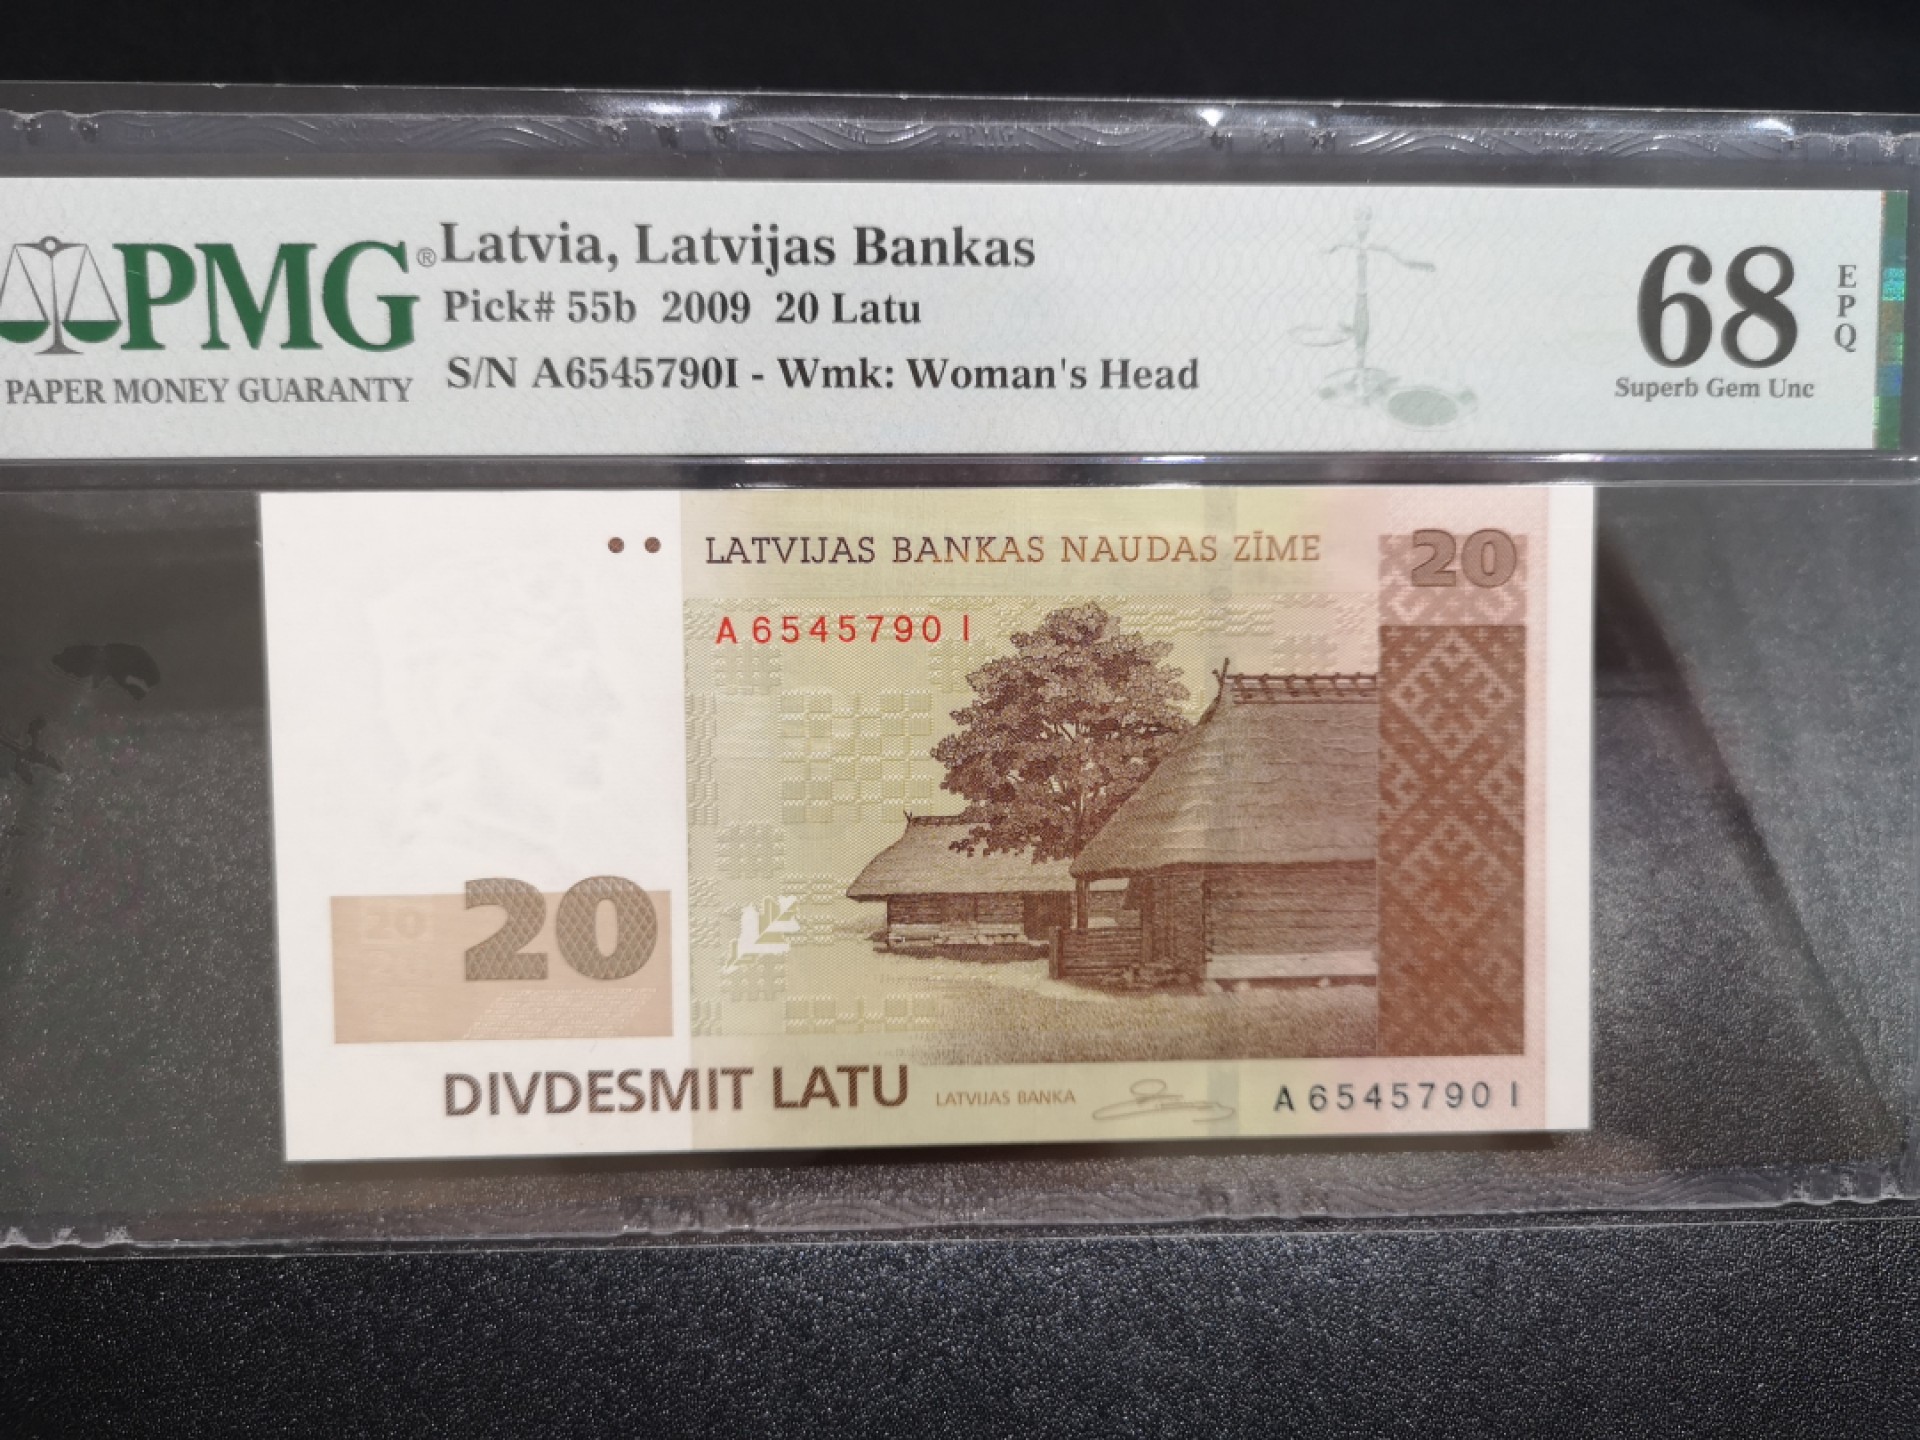 PMG®
PAPER MONEY GUARANTY
Latvia, Latvijas Bankas
Pick# 55b 2009 20 Latu
S/N A6545790I - Wmk: Woman's Head
68
EPQ
Superb Gem Unc
LATVIJAS BANKAS NAUDAS ZĪME
20
A 6545790 I
20
20
DIVDESMIT LATU
LATVIJAS BANKA
A 6545790 I